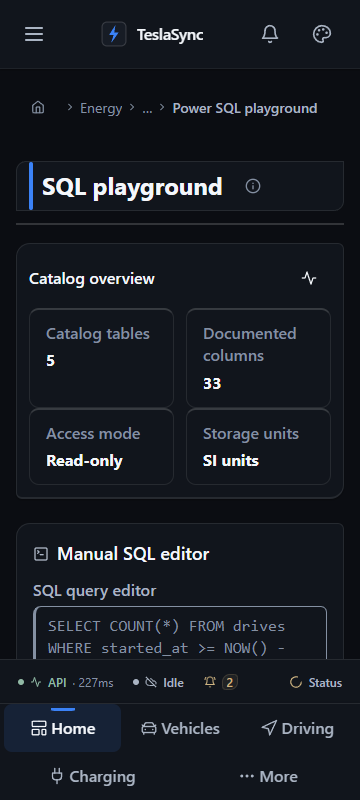 TeslaSync
Energy ... Power SQL playground
SQL playground
Catalog overview
Catalog tables
5
Documented columns
33
Access mode
Read-only
Storage units
SI units
Manual SQL editor
SQL query editor
SELECT COUNT(*) FROM drives
WHERE started_at >= NOW() -
API · 227ms Idle 2 Status
Home Vehicles Driving
Charging More